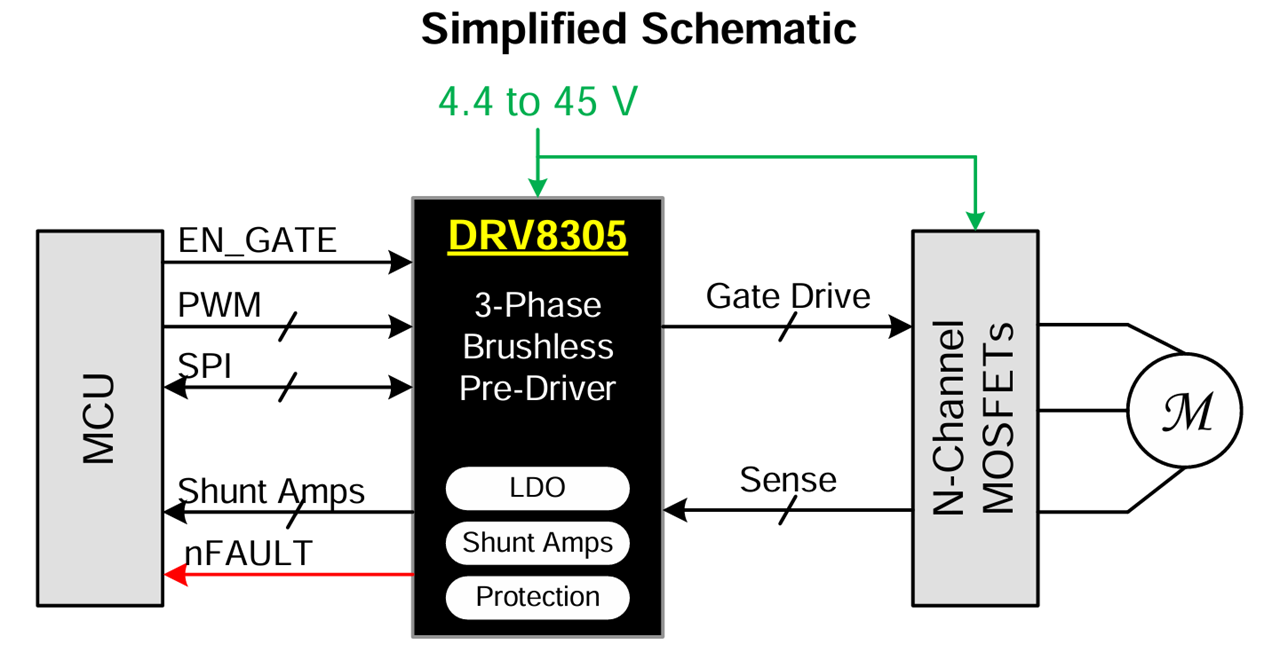 Simplified Schematic
4.4 to 45 V
DRV8305
3-Phase
Brushless
Pre-Driver
LDO
Shunt Amps
Protection
MCU
EN_GATE
PWM
SPI
Shunt Amps
nFAULT
Gate Drive
Sense
N-Channel
MOSFETs
M